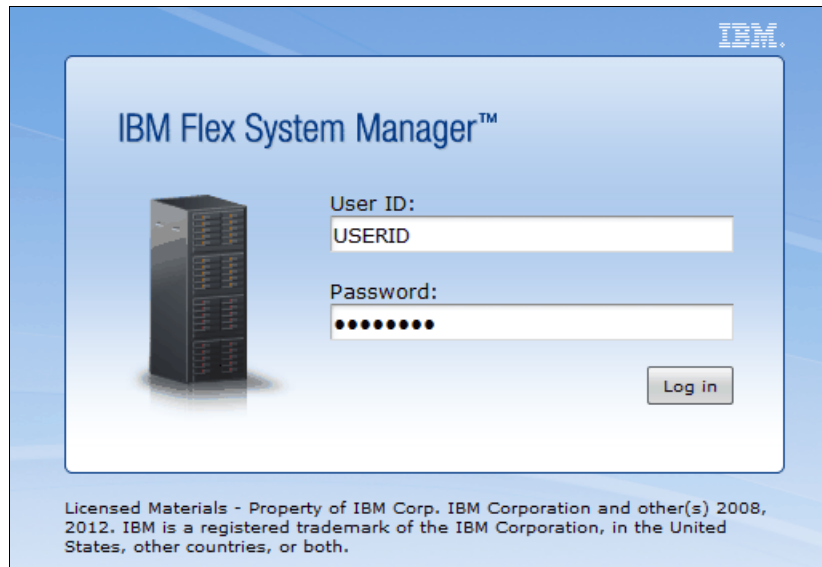 IBM.
IBM Flex System Manager™
User ID:
USERID
Password:
••••••••
Log in
Licensed Materials - Property of IBM Corp. IBM Corporation and other(s) 2008,
2012. IBM is a registered trademark of the IBM Corporation, in the United
States, other countries, or both.